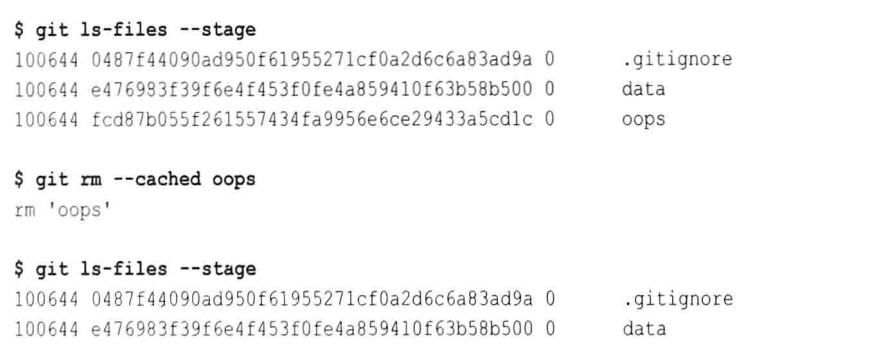 $ git ls-files --stage
100644 0487f44090ad950f61955271cf0a2d6c6a83ad9a 0 .gitignore
100644 e476983f39f6e4f453f0fe4a859410f63b58b500 0 data
100644 fcd87b055f261557434fa9956e6ce29433a5cd1c 0 oops
$ git rm --cached oops
rm 'oops'
$ git ls-files --stage
100644 0487f44090ad950f61955271cf0a2d6c6a83ad9a 0 .gitignore
100644 e476983f39f6e4f453f0fe4a859410f63b58b500 0 data